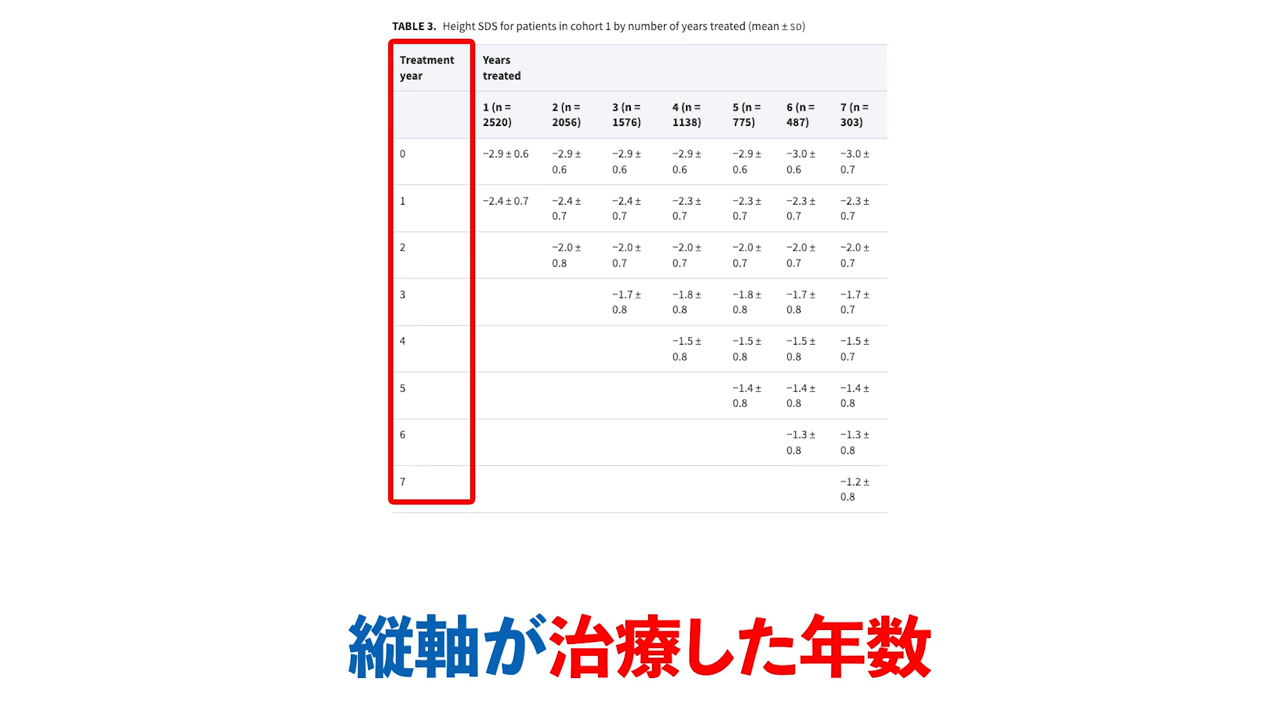 TABLE 3. Height SDS for patients in cohort 1 by number of years treated (mean ± SD)
Treatment year Years treated
1 (n = 2520) 2 (n = 2056) 3 (n = 1576) 4 (n = 1138) 5 (n = 775) 6 (n = 487) 7 (n = 303)
0 −2.9 ± 0.6 −2.9 ± 0.6 −2.9 ± 0.6 −2.9 ± 0.6 −2.9 ± 0.6 −3.0 ± 0.6 −3.0 ± 0.7
1 −2.4 ± 0.7 −2.4 ± 0.7 −2.4 ± 0.7 −2.3 ± 0.7 −2.3 ± 0.7 −2.3 ± 0.7 −2.3 ± 0.7
2 −2.0 ± 0.8 −2.0 ± 0.7 −2.0 ± 0.7 −2.0 ± 0.7 −2.0 ± 0.7 −2.0 ± 0.7
3 −1.7 ± 0.8 −1.8 ± 0.8 −1.8 ± 0.8 −1.7 ± 0.8 −1.7 ± 0.7
4 −1.5 ± 0.8 −1.5 ± 0.8 −1.5 ± 0.8 −1.5 ± 0.7
5 −1.4 ± 0.8 −1.4 ± 0.8 −1.4 ± 0.8
6 −1.3 ± 0.8 −1.3 ± 0.8
7 −1.2 ± 0.8
縦軸が治療した年数